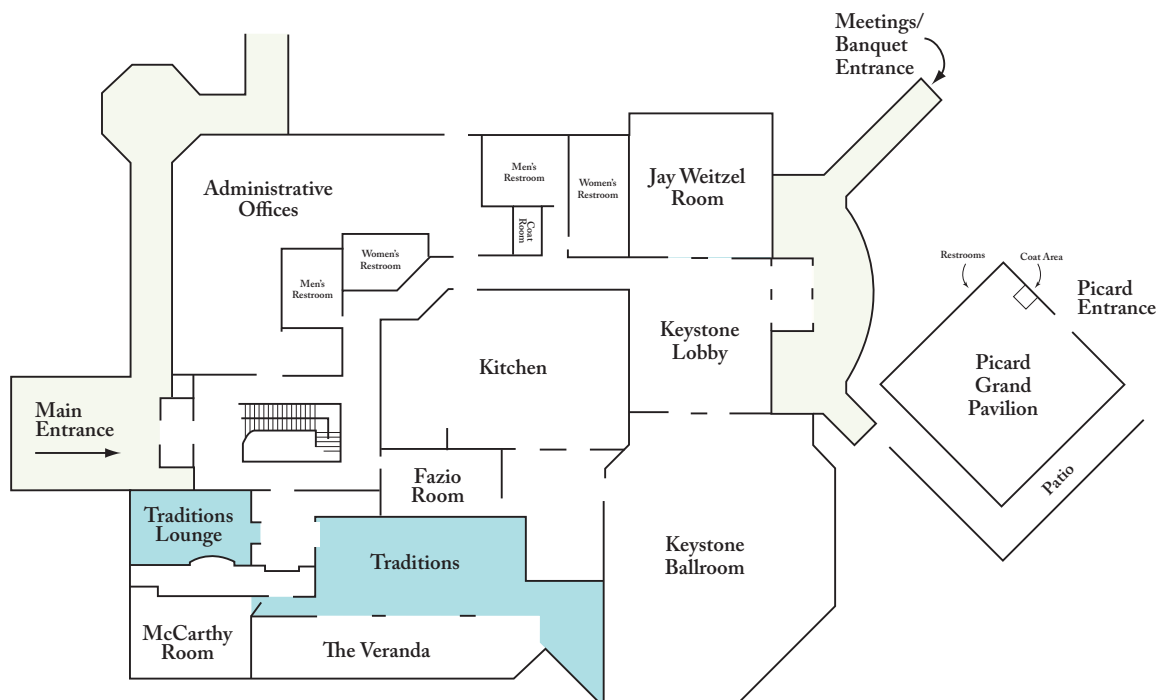 Meetings/
Banquet
Entrance
Men's
Restroom
Women's
Restroom
Jay Weitzel
Room
Administrative
Offices
Coat
Room
Women's
Restroom
Men's
Restroom
Restrooms
Coat Area
Picard
Entrance
Keystone
Lobby
Kitchen
Picard
Grand
Pavilion
Main
Entrance
Fazio
Room
Patio
Traditions
Lounge
Traditions
Keystone
Ballroom
McCarthy
Room
The Veranda